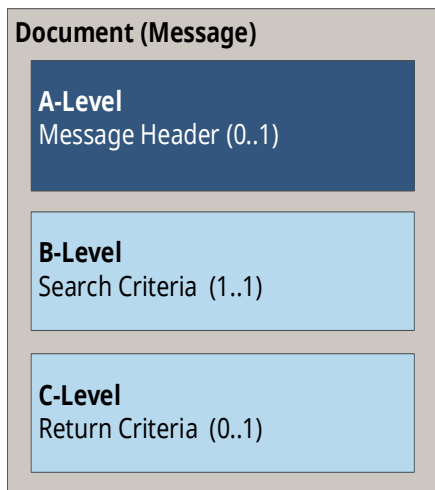 Document (Message)
A-Level
Message Header (0..1)
B-Level
Search Criteria (1..1)
C-Level
Return Criteria (0..1)